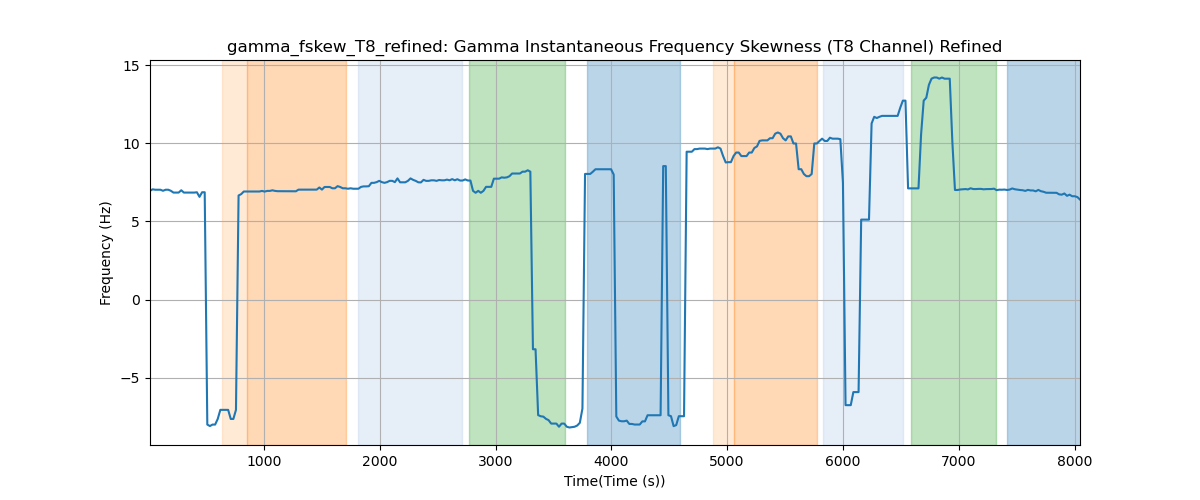 gamma_fskew_T8_refined: Gamma Instantaneous Frequency Skewness (T8 Channel) Refined
15
10
5
0
−5
Frequency (Hz)
1000 2000 3000 4000 5000 6000 7000 8000
Time(Time (s))